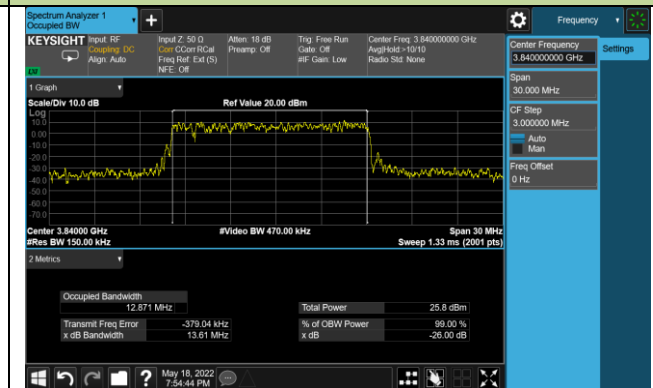 Spectrum Analyzer 1
Occupied BW
Frequency
KEYSIGHT
Input: RF
Coupling: DC
Align: Auto
Input Z: 50 Ω
Corr CCorr RCal
Freq Ref: Ext (S)
NFE: Off
Atten: 18 dB
Preamp: Off
Trig: Free Run
Gate: Off
#IF Gain: Low
Center Freq: 3.840000000 GHz
Avg|Hold:>10/10
Radio Std: None
LW
Center Frequency
3.840000000 GHz
Settings
Span
30.000 MHz
CF Step
3.000000 MHz
Auto
Man
Freq Offset
0 Hz
1 Graph
Scale/Div 10.0 dB
Ref Value 20.00 dBm
Log
10.0
0.00
-10.0
-20.0
-30.0
-40.0
-50.0
-60.0
-70.0
Center 3.84000 GHz
#Video BW 470.00 kHz
Span 30 MHz
#Res BW 150.00 kHz
Sweep 1.33 ms (2001 pts)
2 Metrics
Occupied Bandwidth
12.871 MHz
Total Power 25.8 dBm
Transmit Freq Error -379.04 kHz
% of OBW Power 99.00 %
x dB Bandwidth 13.61 MHz
x dB -26.00 dB
?
May 18, 2022
7:54:44 PM